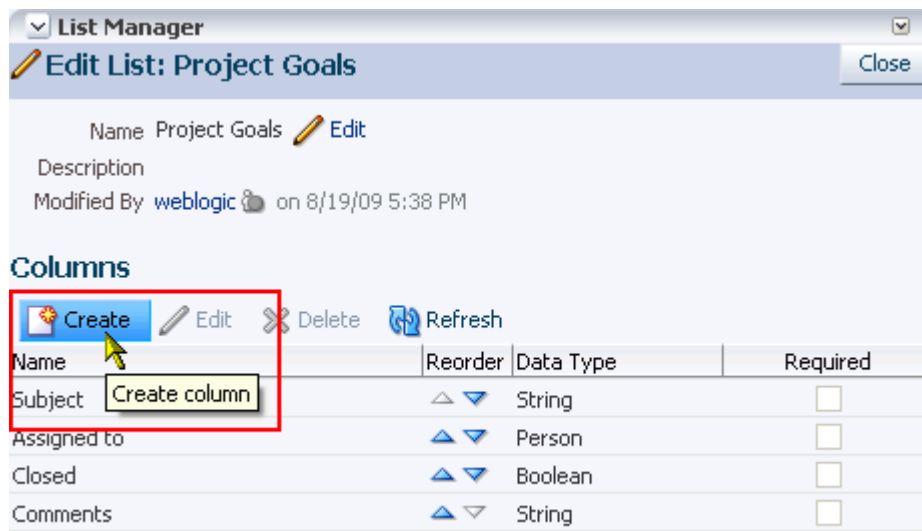 List Manager
Edit List: Project Goals Close
Name Project Goals Edit
Description
Modified By weblogic on 8/19/09 5:38 PM
Columns
Create Edit Delete Refresh
Name Reorder Data Type Required
Create column
Subject String
Assigned to Person
Closed Boolean
Comments String